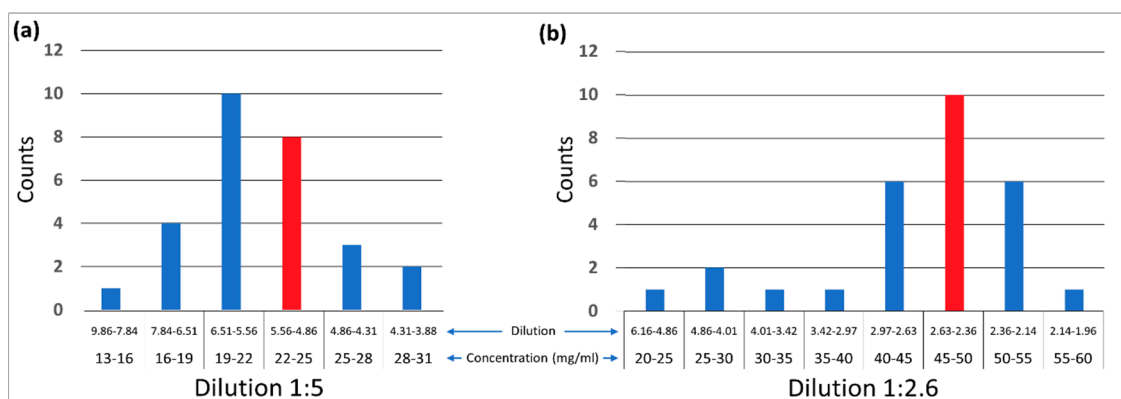 (a)
12
10
8
6
4
2
0
Counts
9.86-7.84 7.84-6.51 6.51-5.56 5.56-4.86 4.86-4.31 4.31-3.88
13-16 16-19 19-22 22-25 25-28 28-31
Dilution 1:5
Dilution
Concentration (mg/ml)
(b)
12
10
8
6
4
2
0
Counts
6.16-4.86 4.86-4.01 4.01-3.42 3.42-2.97 2.97-2.63 2.63-2.36 2.36-2.14 2.14-1.96
20-25 25-30 30-35 35-40 40-45 45-50 50-55 55-60
Dilution 1:2.6